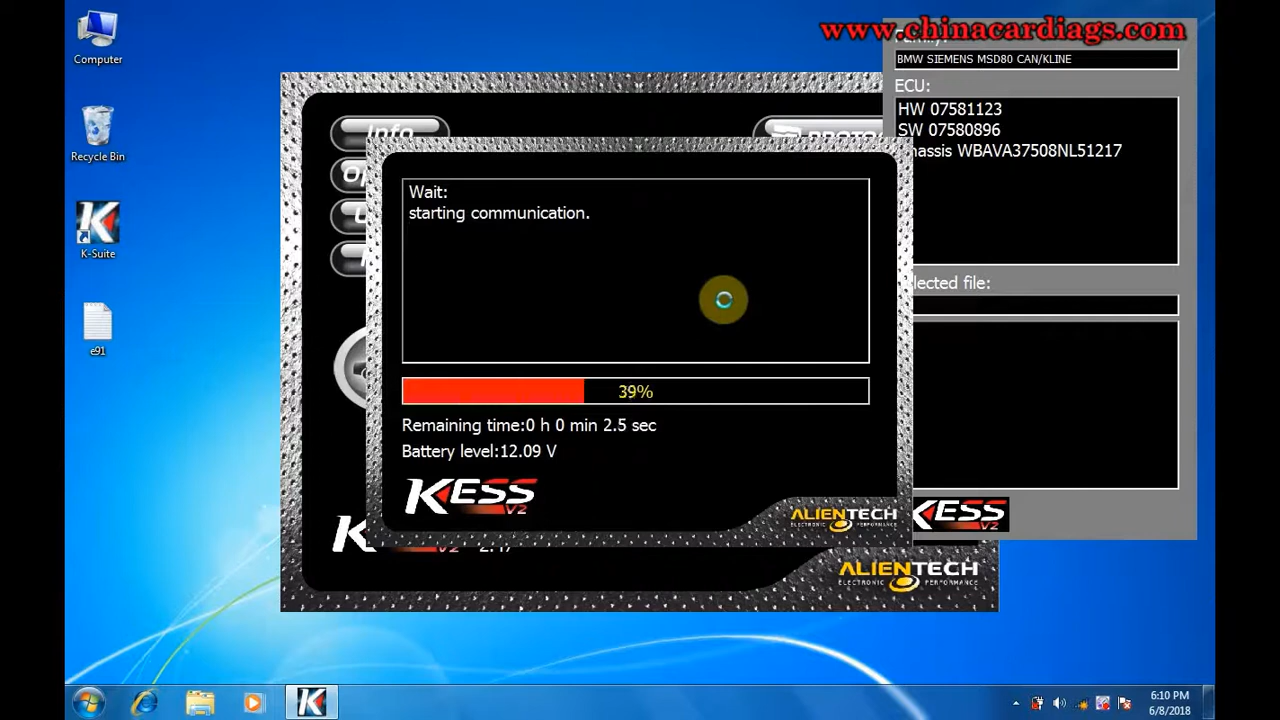 www.chinacardiags.com
Computer
Recycle Bin
K-Suite
e91
Info
Family:
BMW SIEMENS MSD80 CAN/KLINE
ECU:
HW 07581123
SW 07580896
WBAVA37508NL51217
file:
Wait:
starting communication.
39%
Remaining time:0 h 0 min 2.5 sec
Battery level:12.09 V
KESS V2
ALIENTECH
ELECTRONIC PERFORMANCE
KESS V2
ALIENTECH
ELECTRONIC PERFORMANCE
6:10 PM
6/8/2018